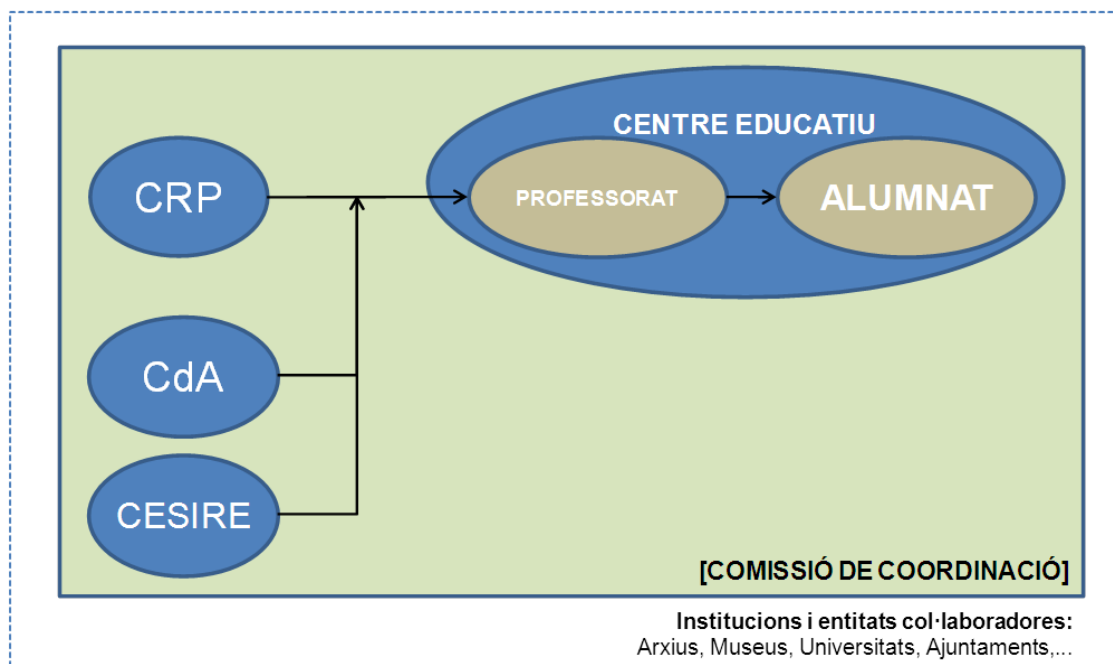 CENTRE EDUCATIU
CRP
PROFESSORAT
ALUMNAT
CdA
CESIRE
[COMISSIÓ DE COORDINACIÓ]
Institucions i entitats col·laboradores:
Arxius, Museus, Universitats, Ajuntaments,...